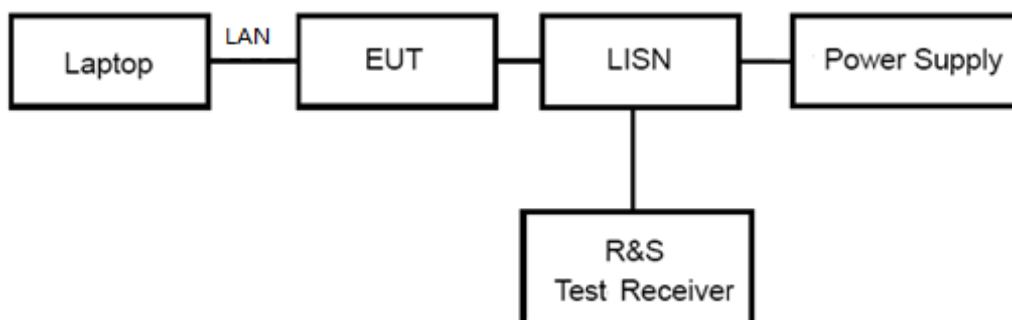 LAN
Laptop
EUT
LISN
Power Supply
R&S
Test Receiver